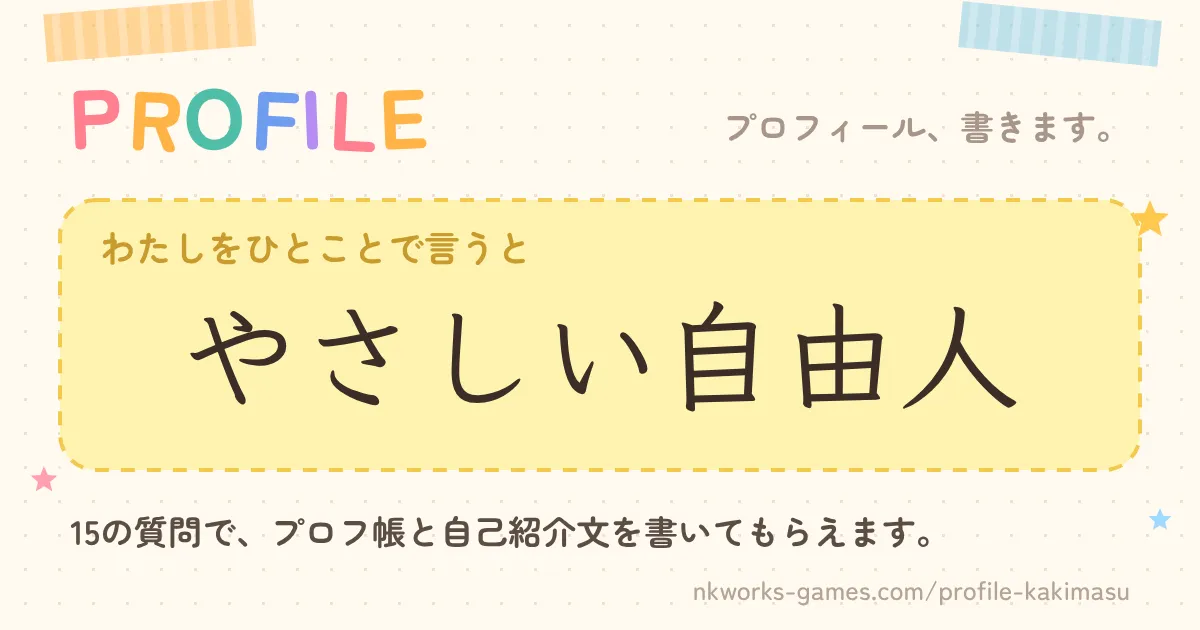 PROFILE
プロフィール、書きます。
わたしをひとことで言うと
やさしい自由人
15の質問で、プロフ帳と自己紹介文を書いてもらえます。
nkworks-games.com/profile-kakimasu